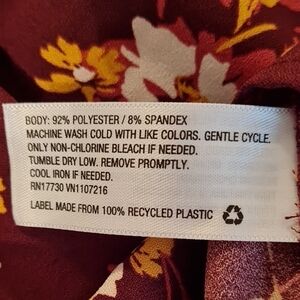 BODY: 92% POLYESTER / 8% SPANDEX
MACHINE WASH COLD WITH LIKE COLORS. GENTLE CYCLE.
ONLY NON-CHLORINE BLEACH IF NEEDED.
TUMBLE DRY LOW. REMOVE PROMPTLY.
COOL IRON IF NEEDED.
RN17730 VN1107216
LABEL MADE FROM 100% RECYCLED PLASTIC